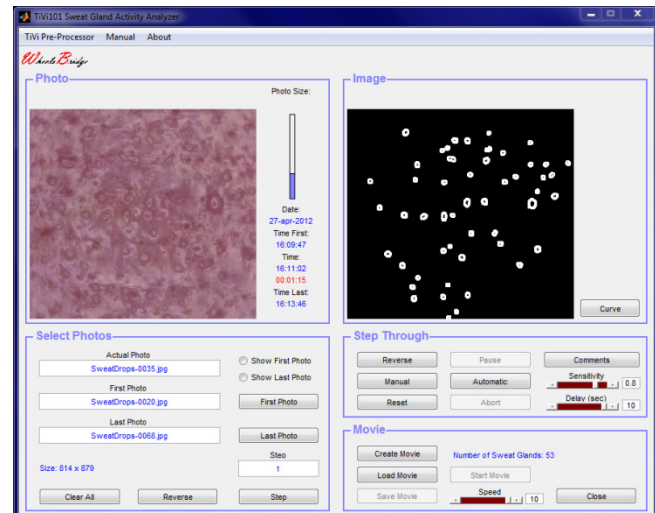 TiVi101 Sweat Gland Activity Analyzer
TiVi Pre-Processor Manual About
WheelsBridge
Photo
Photo Size:
Date:
27-apr-2012
Time First:
16:09:47
Time:
16:11:02
00:01:15
Time Last:
16:13:46
Image
Curve
Select Photos
Actual Photo
SweatDrops-0035.jpg
Show First Photo
Show Last Photo
First Photo
SweatDrops-0020.jpg
First Photo
Last Photo
SweatDrops-0068.jpg
Last Photo
Step
Size: 814 x 879
1
Clear All Reverse Step
Step Through
Reverse Pause Comments
Manual Automatic Sensitivity 0.8
Reset Abort Delay (sec) 10
Movie
Create Movie Number of Sweat Glands: 53
Load Movie Start Movie
Save Movie Speed 10 Close